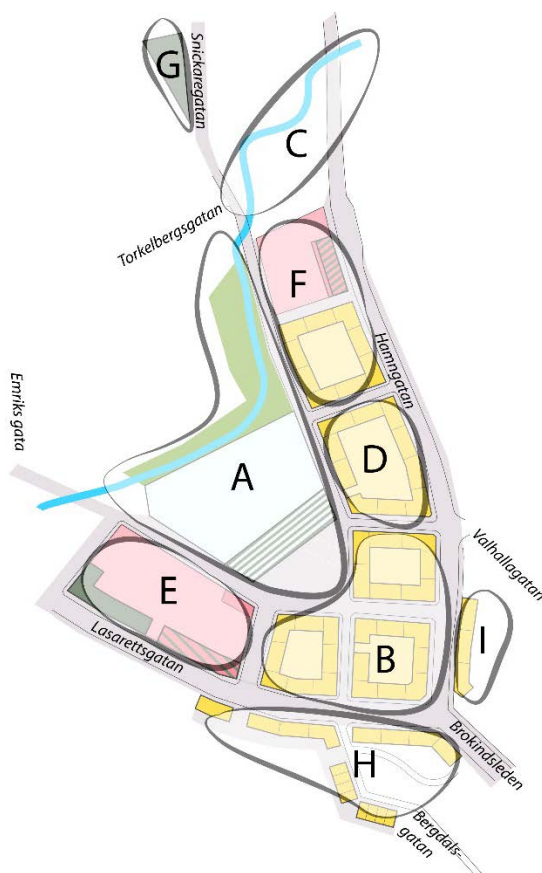 G
Snickaregatan
C
Torkelbergsgatan
F
Hamngatan
Emriks gata
D
A
Valhallagatan
E
Lasarettsgatan
B
I
H
Brokindsleden
Bergdals-
gatan